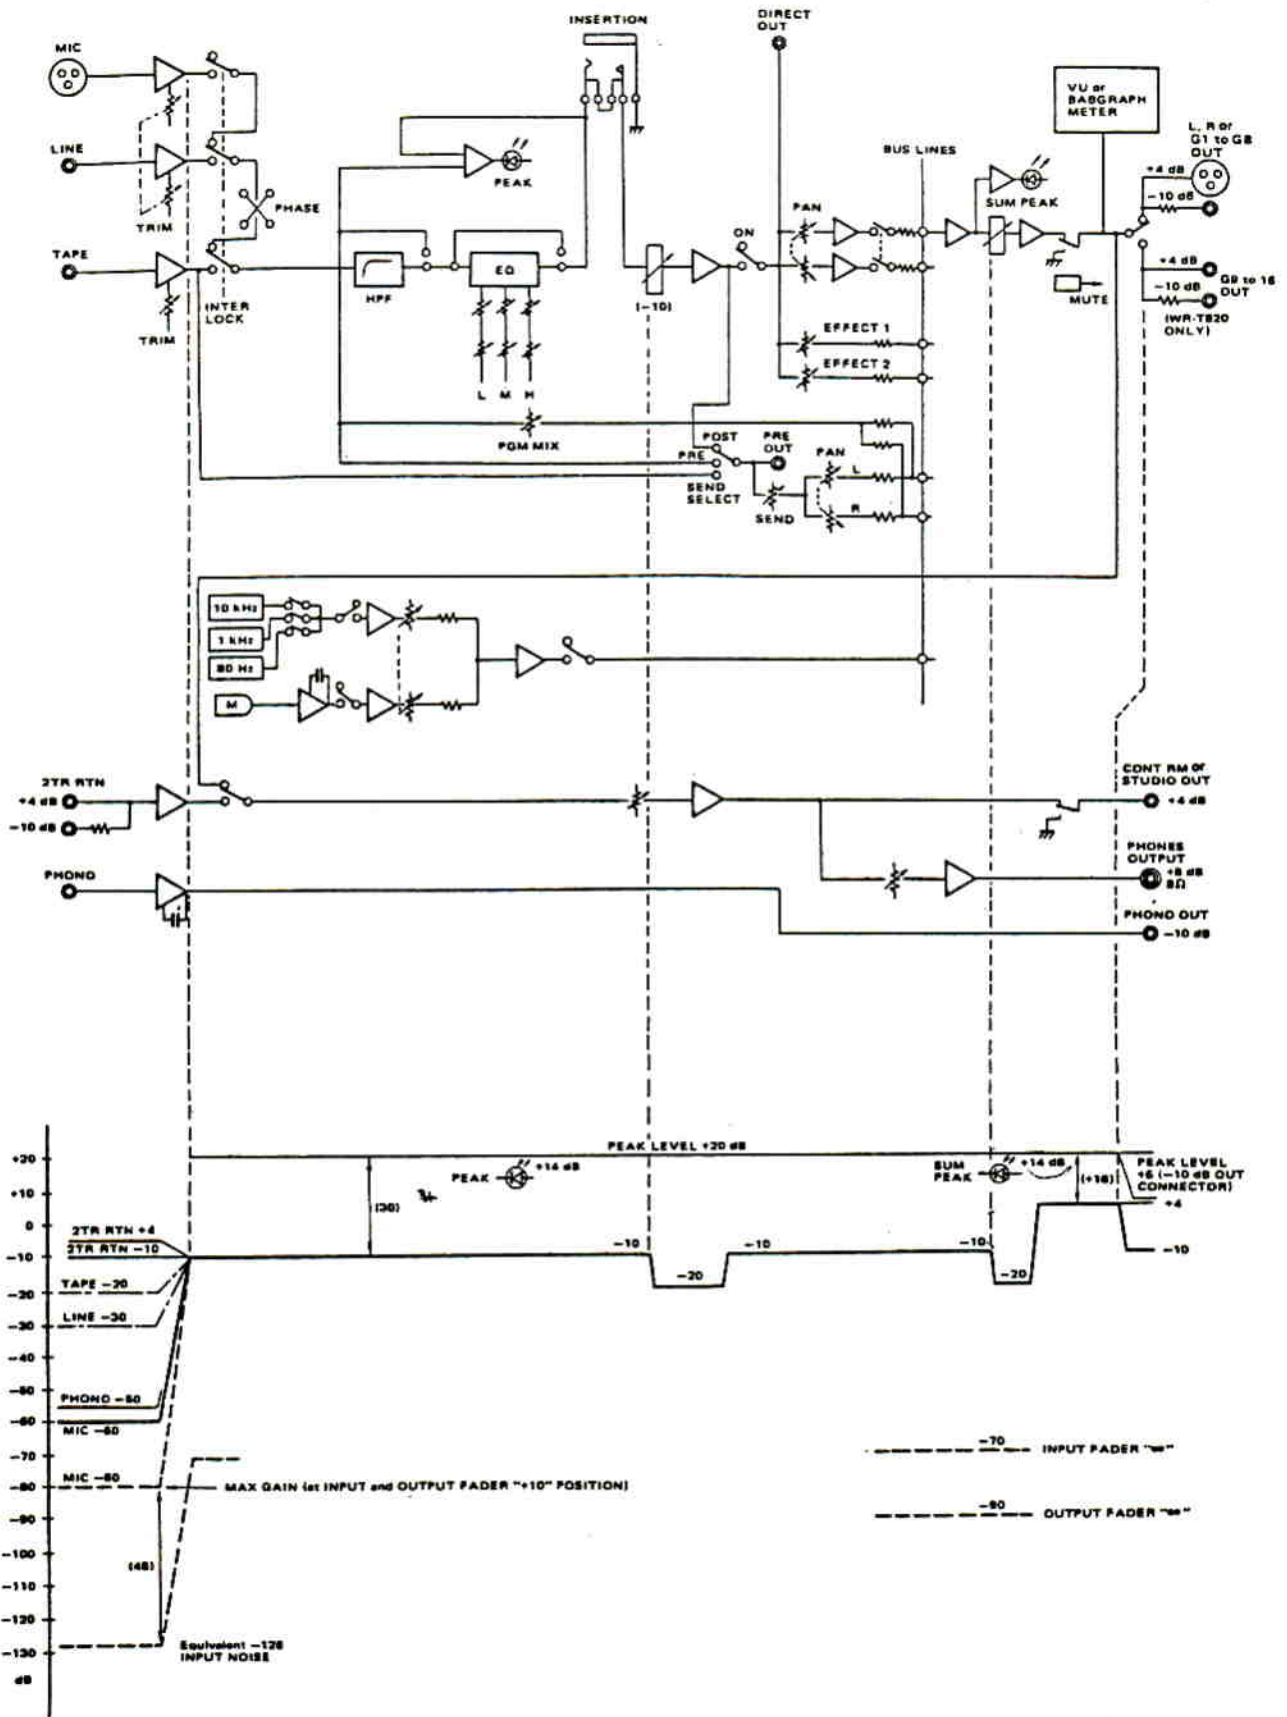 INSERTION
DIRECT
OUT
MIC
VU or
BABGRAPH
METER
L, R or
G1 to G8
OUT
LINE
BUS LINES
+4 dB
-10 dB
PEAK
SUM PEAK
PHASE
PAN
TRIM
ON
TAPE
EQ
+4 dB
G9 to 16
OUT
-10 dB
HPF
INTER
LOCK
(-10)
MUTE
(WR-T820
ONLY)
TRIM
EFFECT 1
EFFECT 2
L M H
PGM MIX
POST
PRE
OUT
PRE
PAN
L
SEND
SELECT
R
SEND
10 kHz
1 kHz
80 Hz
M
2TR RTN
+4 dB
-10 dB
CONT RM or
STUDIO OUT
+4 dB
PHONES
OUTPUT
+8 dB
8Ω
PHONO
PHONO OUT
-10 dB
PEAK LEVEL +20 dB
+20
PEAK
+14 dB
SUM
PEAK
+14 dB
(+16)
PEAK LEVEL
+6 (-10 dB OUT
CONNECTOR)
+10
(30)
+4
0
2TR RTN +4
2TR RTN -10
-10
-10
-10
-10
-10
TAPE -20
-20
-20
-20
LINE -30
-30
-40
-50
PHONO -50
-60
MIC -60
-70
-70
INPUT FADER "∞"
MIC -80
-80
MAX GAIN (at INPUT and OUTPUT FADER "+10" POSITION)
-90
-90
OUTPUT FADER "∞"
-100
(48)
-110
-120
Equivalent -128
INPUT NOISE
-130
dB